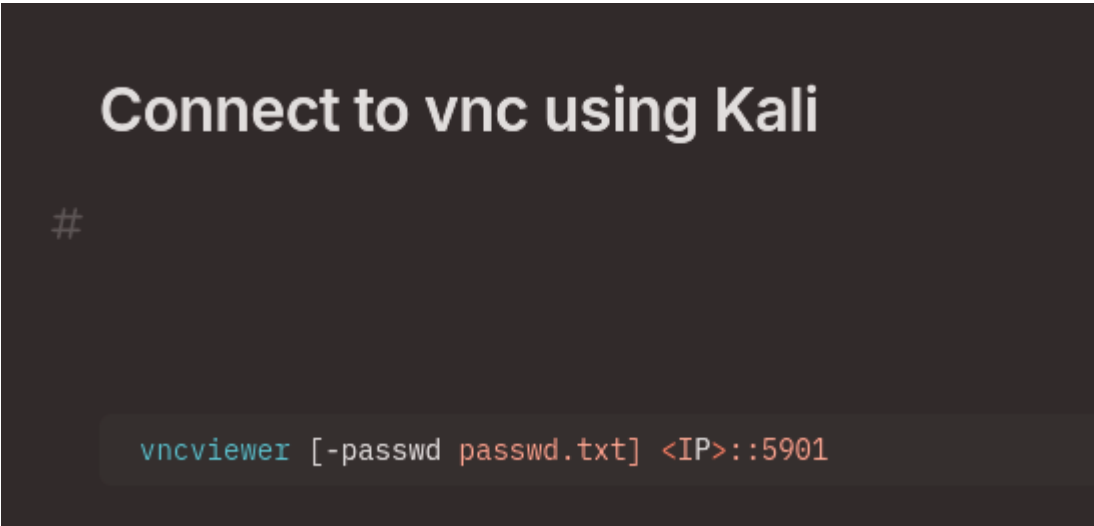 Connect to vnc using Kali
#
vncviewer [-passwd passwd.txt] <IP>::5901